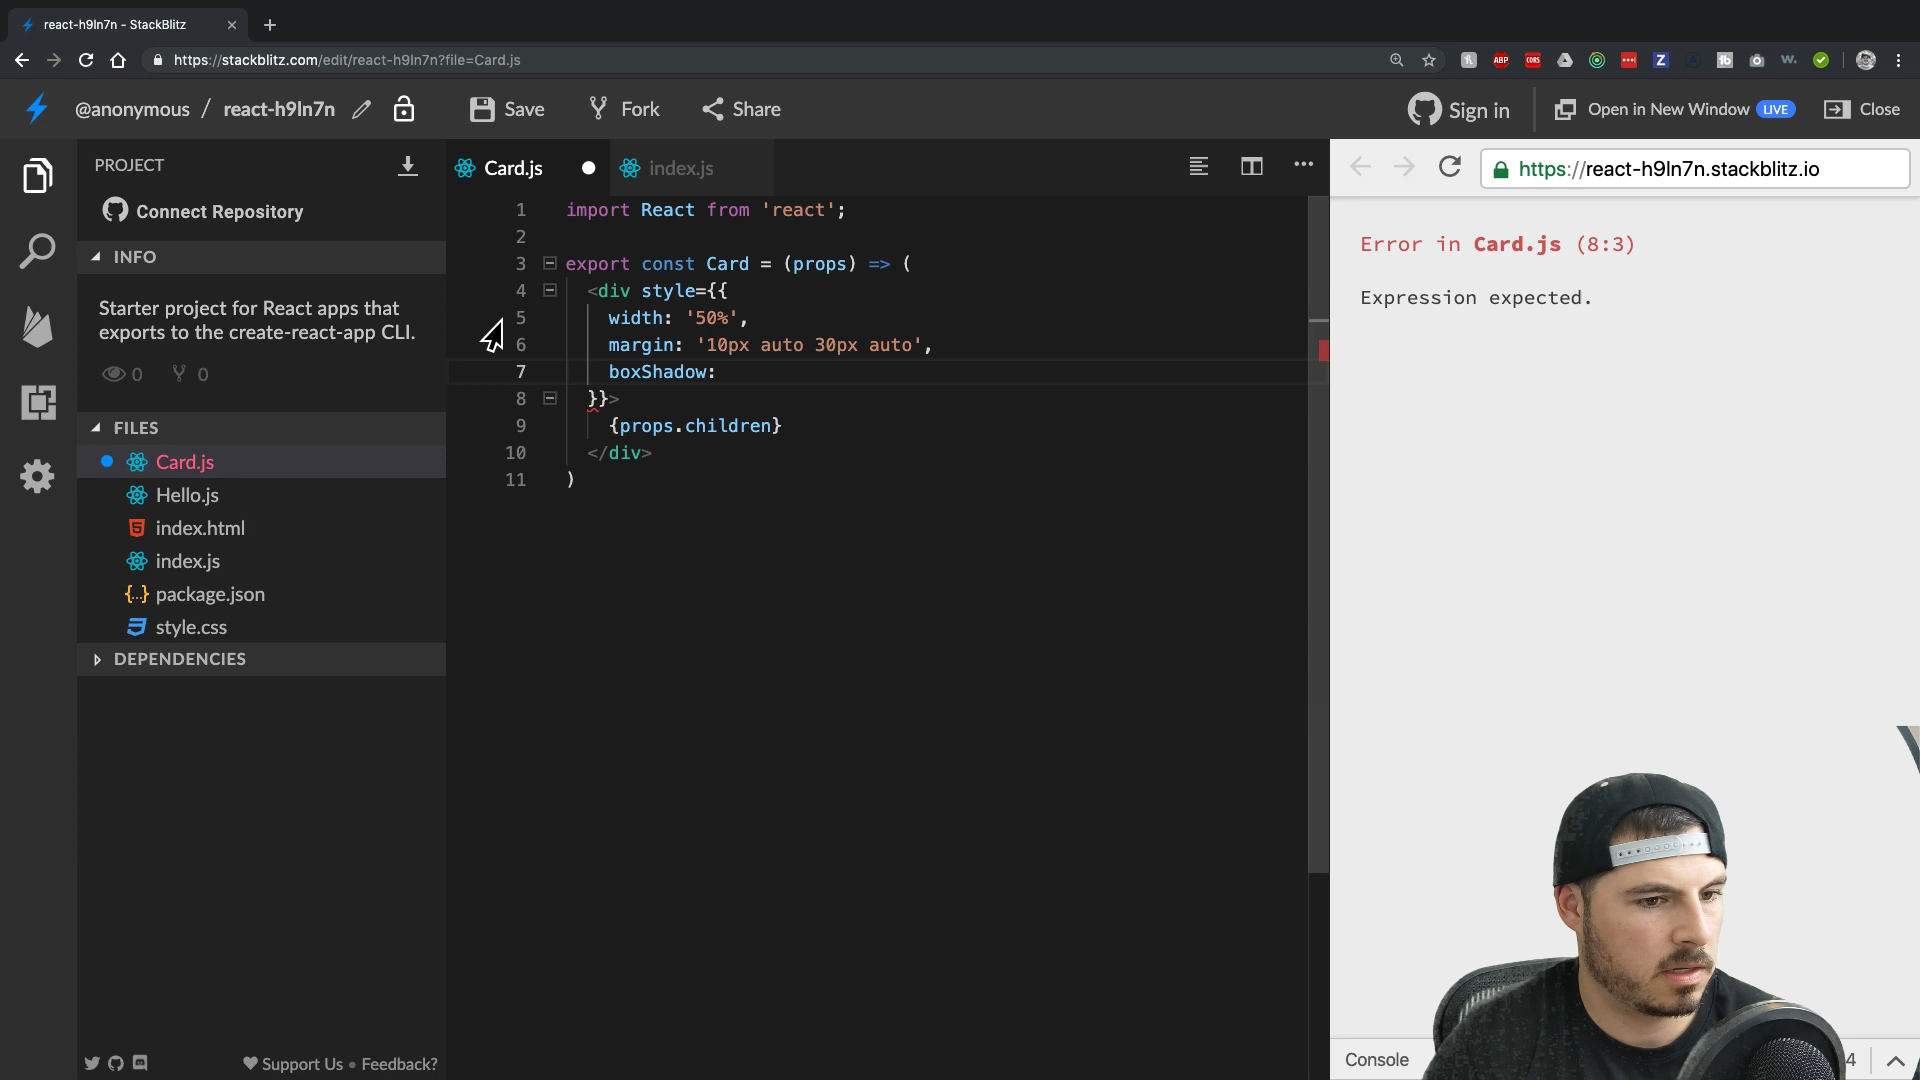 react-h9ln7n - StackBlitz
https://stackblitz.com/edit/react-h9ln7n?file=Card.js
ABP
CORS
Z
fb
w.
@anonymous / react-h9ln7n
Save
Fork
Share
Sign in
Open in New Window LIVE
Close
PROJECT
Connect Repository
INFO
Starter project for React apps that
exports to the create-react-app CLI.
0
0
FILES
Card.js
Hello.js
index.html
index.js
package.json
style.css
DEPENDENCIES
Support Us • Feedback?
Card.js
index.js
1 import React from 'react';
2
3 export const Card = (props) => (
4 <div style={{
5 width: '50%',
6 margin: '10px auto 30px auto',
7 boxShadow:
8 }}>
9 {props.children}
10 </div>
11 )
https://react-h9ln7n.stackblitz.io
Error in Card.js (8:3)
Expression expected.
Console
4